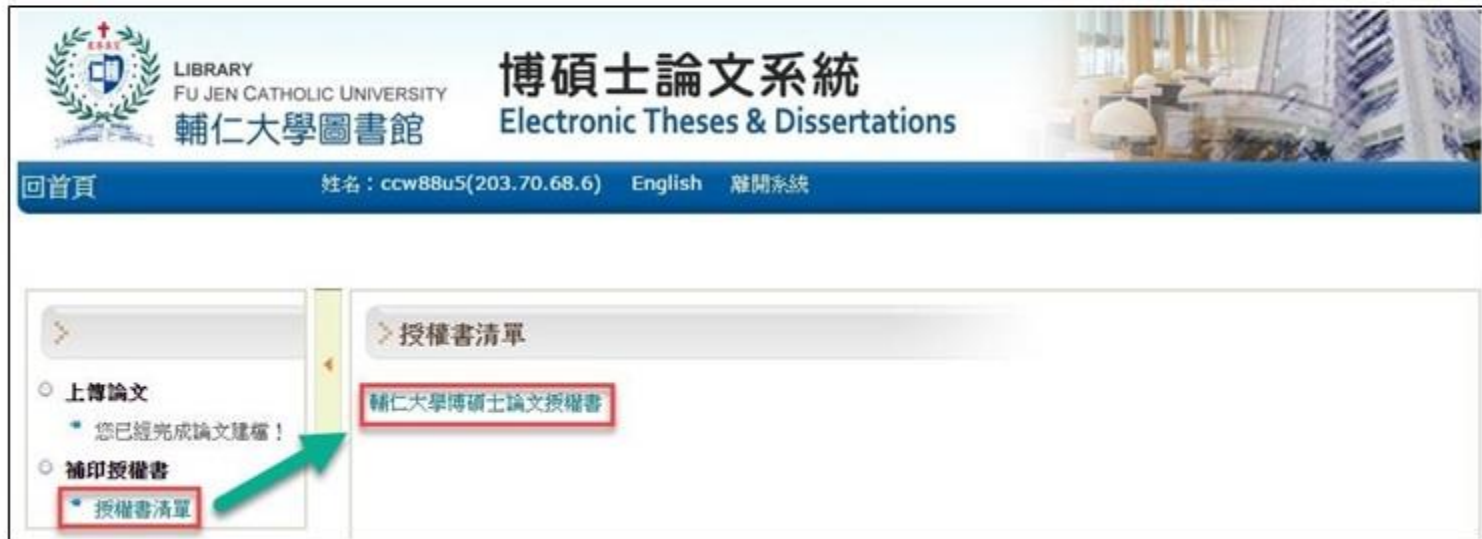 LIBRARY
FU JEN CATHOLIC UNIVERSITY
輔仁大學圖書館
博碩士論文系統
Electronic Theses & Dissertations
回首頁
姓名：ccw88u5(203.70.68.6) English 離開系統
上傳論文
您已經完成論文建檔！
補印授權書
授權書清單
授權書清單
輔仁大學博碩士論文授權書